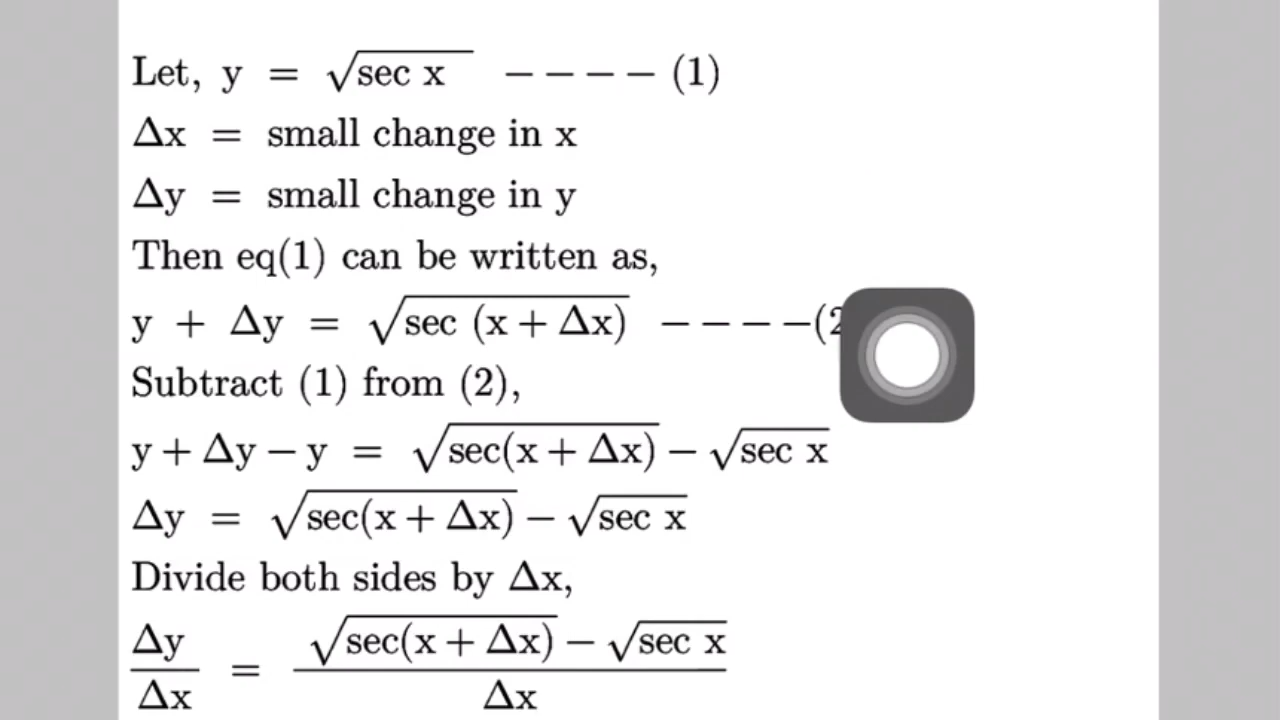 Let, y = √sec x − − − − (1)
Δx = small change in x
Δy = small change in y
Then eq(1) can be written as,
y + Δy = √sec (x + Δx) − − − −(2
Subtract (1) from (2),
y + Δy − y = √sec(x + Δx) − √sec x
Δy = √sec(x + Δx) − √sec x
Divide both sides by Δx,
Δy/Δx = (√sec(x + Δx) − √sec x)/Δx